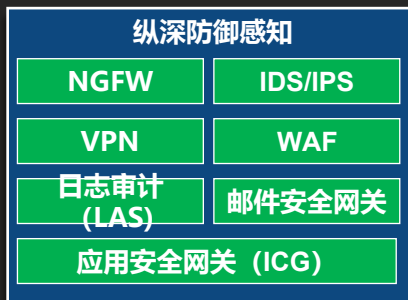 纵深防御感知
NGFW
IDS/IPS
VPN
WAF
日志审计
（LAS）
邮件安全网关
应用安全网关（ICG）